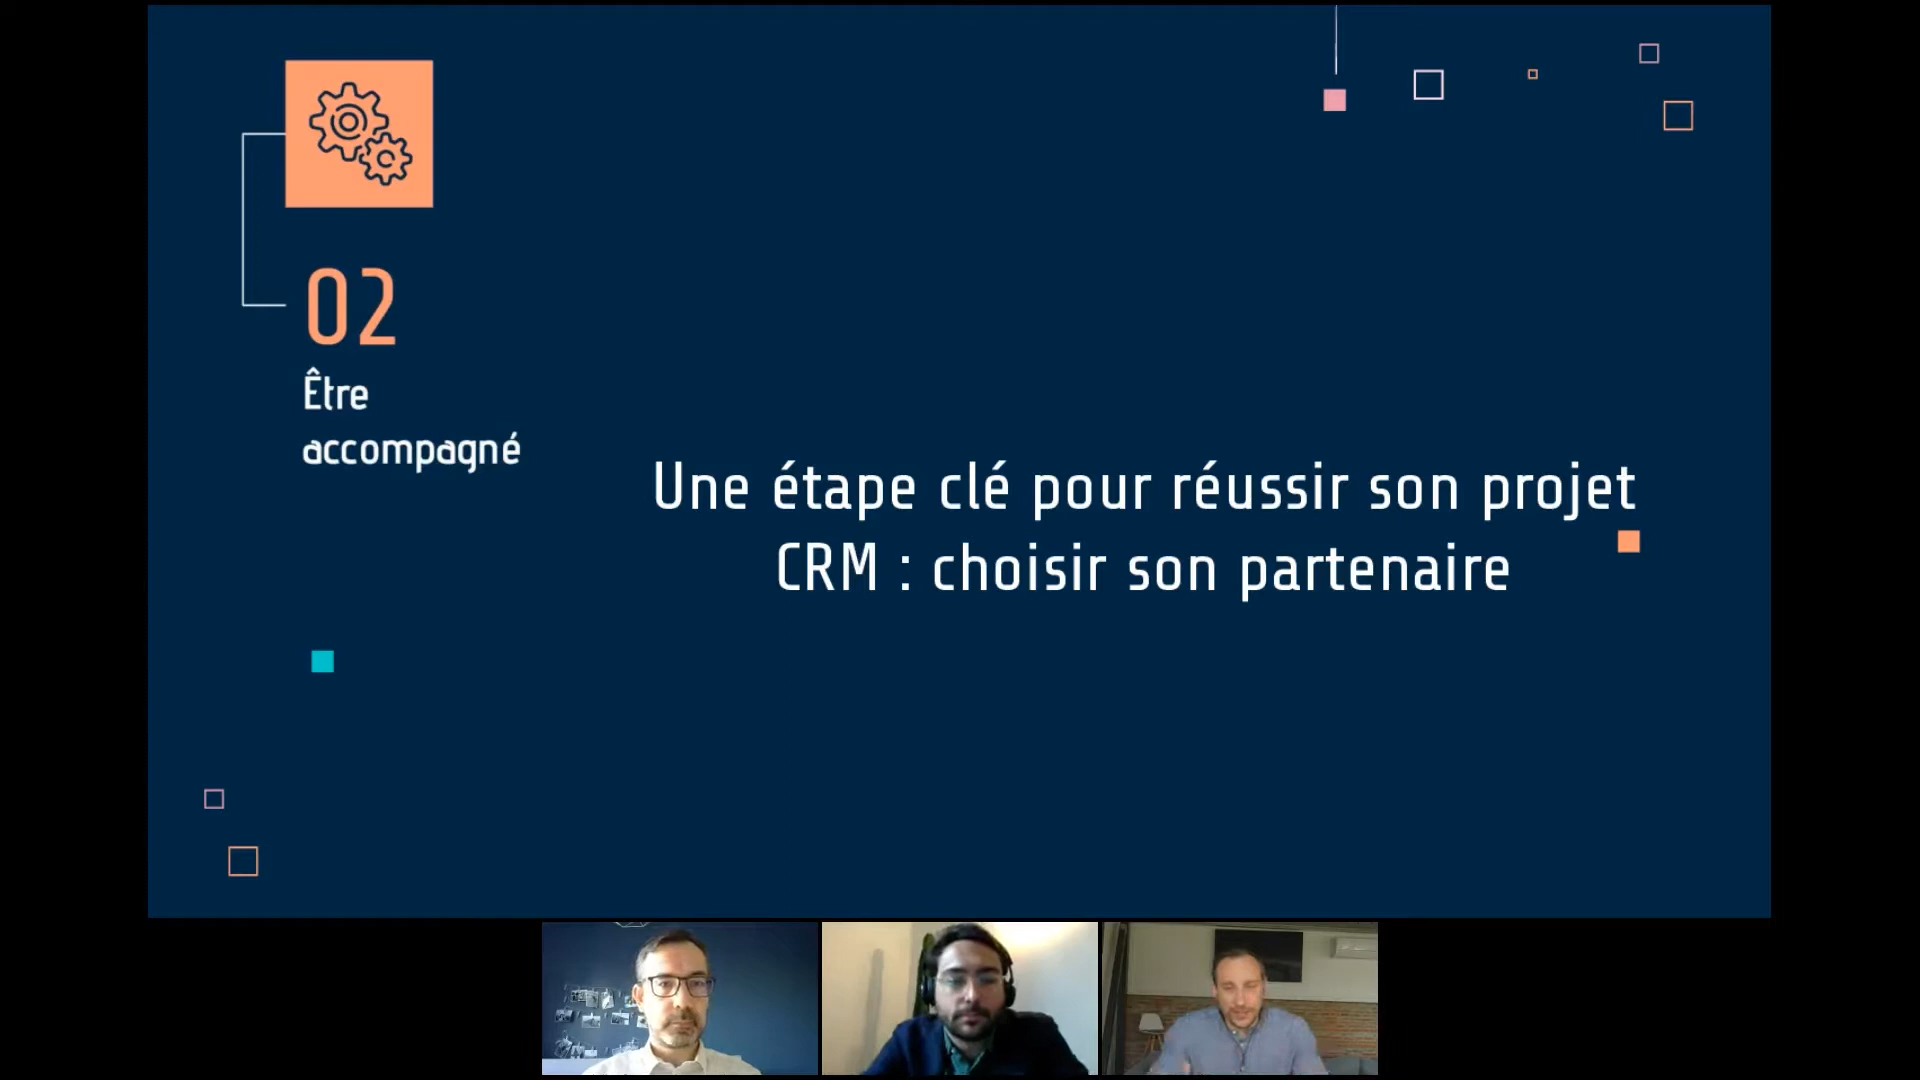 02
Être
accompagné
Une étape clé pour réussir son projet
CRM : choisir son partenaire